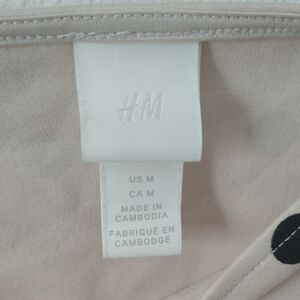 H&M
US M
CA M
MADE IN
CAMBODIA
FABRIQUÉ EN
CAMBODGE